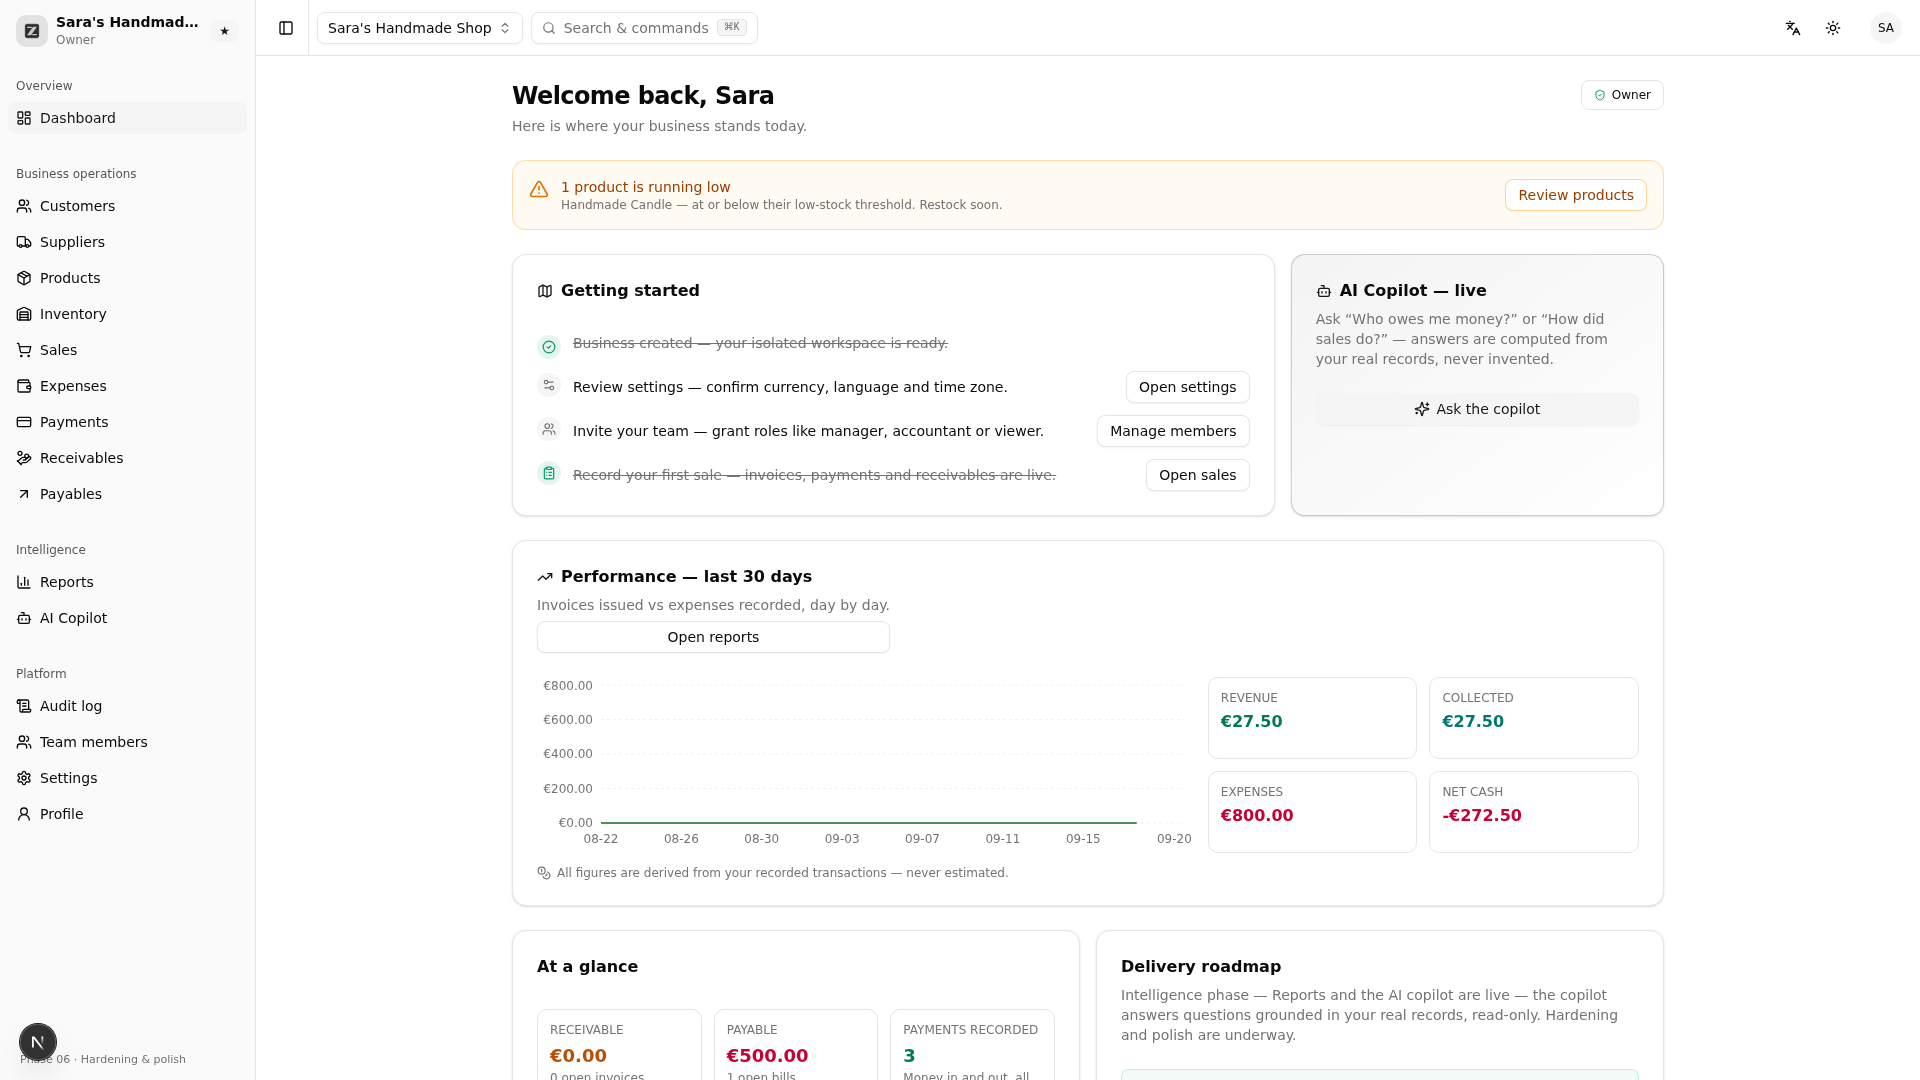 Sara's Handmad...
Owner
★
Overview
Dashboard
Business operations
Customers
Suppliers
Products
Inventory
Sales
Expenses
Payments
Receivables
Payables
Intelligence
Reports
AI Copilot
Platform
Audit log
Team members
Settings
Profile
N
Phase 06 · Hardening & polish
Sara's Handmade Shop
Search & commands ⌘K
SA
Welcome back, Sara
Here is where your business stands today.
Owner
1 product is running low
Handmade Candle — at or below their low-stock threshold. Restock soon.
Review products
Getting started
Business created — your isolated workspace is ready.
Review settings — confirm currency, language and time zone.
Open settings
Invite your team — grant roles like manager, accountant or viewer.
Manage members
Record your first sale — invoices, payments and receivables are live.
Open sales
AI Copilot — live
Ask “Who owes me money?” or “How did
sales do?” — answers are computed from
your real records, never invented.
Ask the copilot
Performance — last 30 days
Invoices issued vs expenses recorded, day by day.
Open reports
€800.00
€600.00
€400.00
€200.00
€0.00
08-22 08-26 08-30 09-03 09-07 09-11 09-15 09-20
REVENUE
€27.50
COLLECTED
€27.50
EXPENSES
€800.00
NET CASH
-€272.50
All figures are derived from your recorded transactions — never estimated.
At a glance
RECEIVABLE
€0.00
0 open invoices
PAYABLE
€500.00
1 open bills
PAYMENTS RECORDED
3
Money in and out, all
Delivery roadmap
Intelligence phase — Reports and the AI copilot are live — the copilot
answers questions grounded in your real records, read-only. Hardening
and polish are underway.